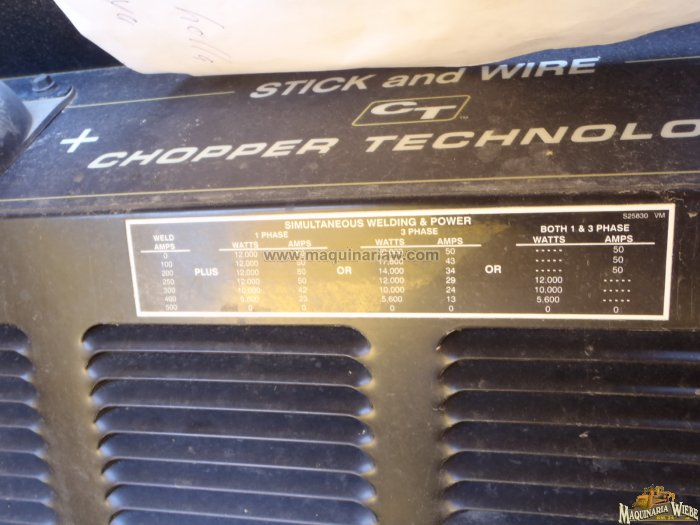 hella
STICK and WIRE
CT
+ CHOPPER TECHNOLO
S25830 VM
SIMULTANEOUS WELDING & POWER
1 PHASE 3 PHASE BOTH 1 & 3 PHASE
WELD AMPS WATTS AMPS WATTS AMPS WATTS AMPS
0 12.000 50 ----- 50
100 12.000 43 ----- 50
200 PLUS 12,000 OR 14,000 34 OR ----- 50
250 12,000 50 12,000 29 12.000 -----
300 10,000 42 10,000 24 10,000 -----
400 23 5,600 13 5.600 -----
500 0 0 0 0 0 0
www.maquinariaw.com
MAQUINARIA WIEBE